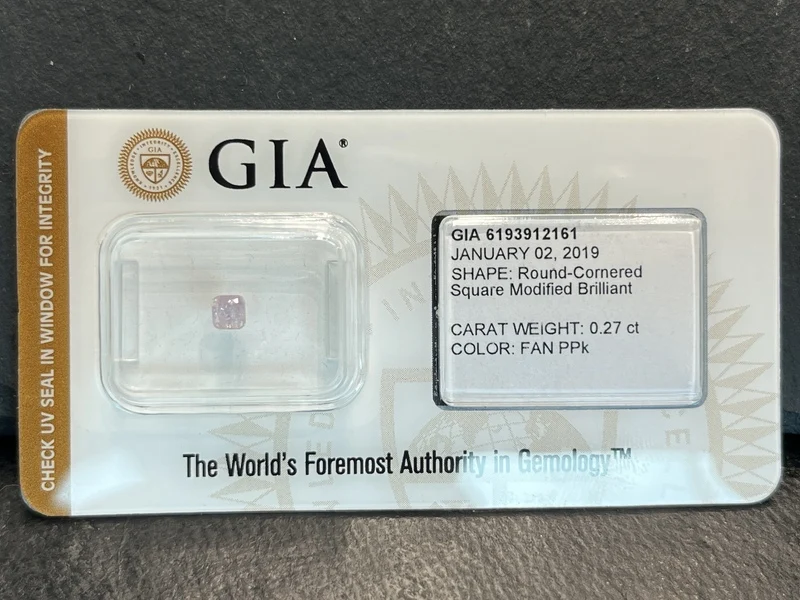 CHECK UV SEAL IN WINDOW FOR INTEGRITY
GIA®
GIA 6193912161
JANUARY 02, 2019
SHAPE: Round-Cornered
Square Modified Brilliant
CARAT WEIGHT: 0.27 ct
COLOR: FAN PPk
The World's Foremost Authority in Gemology™